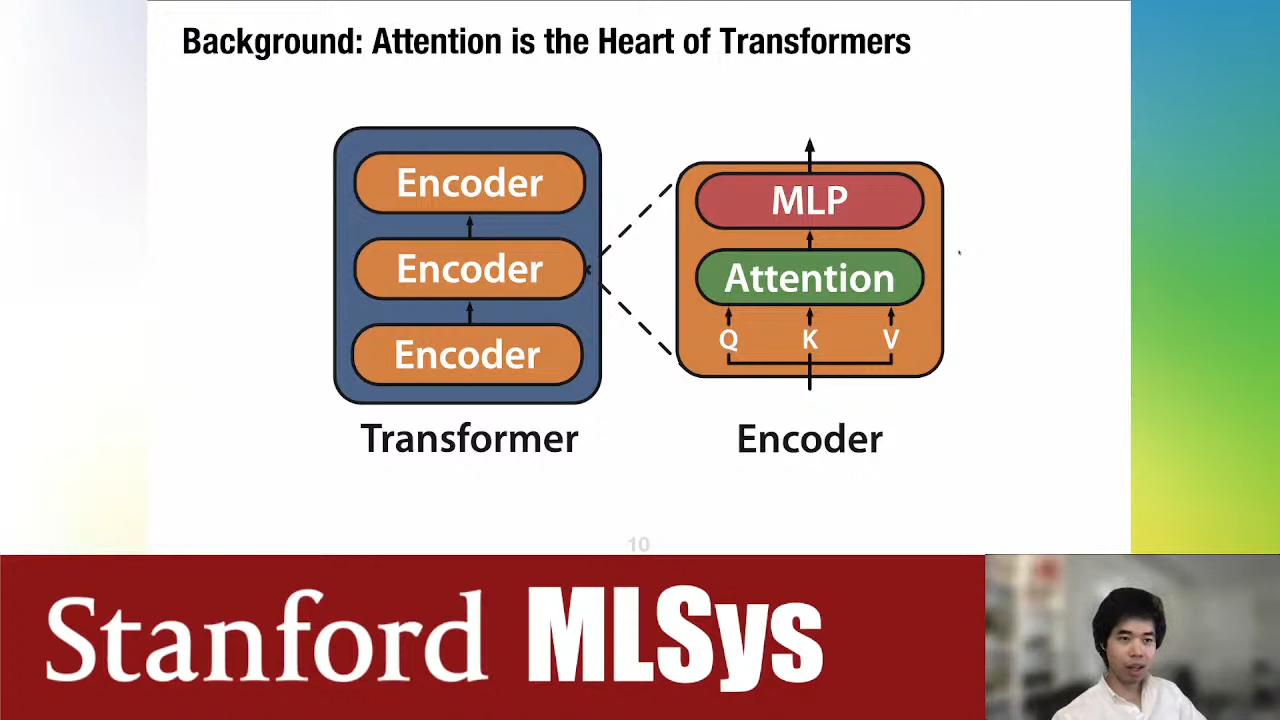 Background: Attention is the Heart of Transformers
Encoder
Encoder
Encoder
Transformer
MLP
Attention
Q K V
Encoder
10
Stanford MLSys